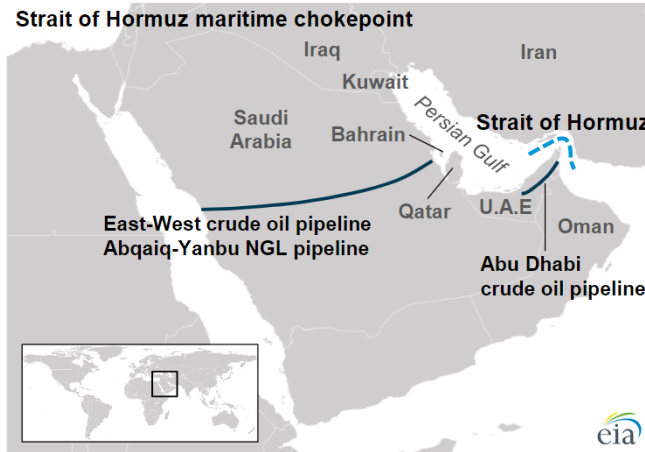 Strait of Hormuz maritime chokepoint
Iraq
Iran
Kuwait
Saudi
Arabia
Persian Gulf
Strait of Hormuz
Bahrain
Qatar
U.A.E
Oman
East-West crude oil pipeline
Abqaiq-Yanbu NGL pipeline
Abu Dhabi
crude oil pipeline
eia